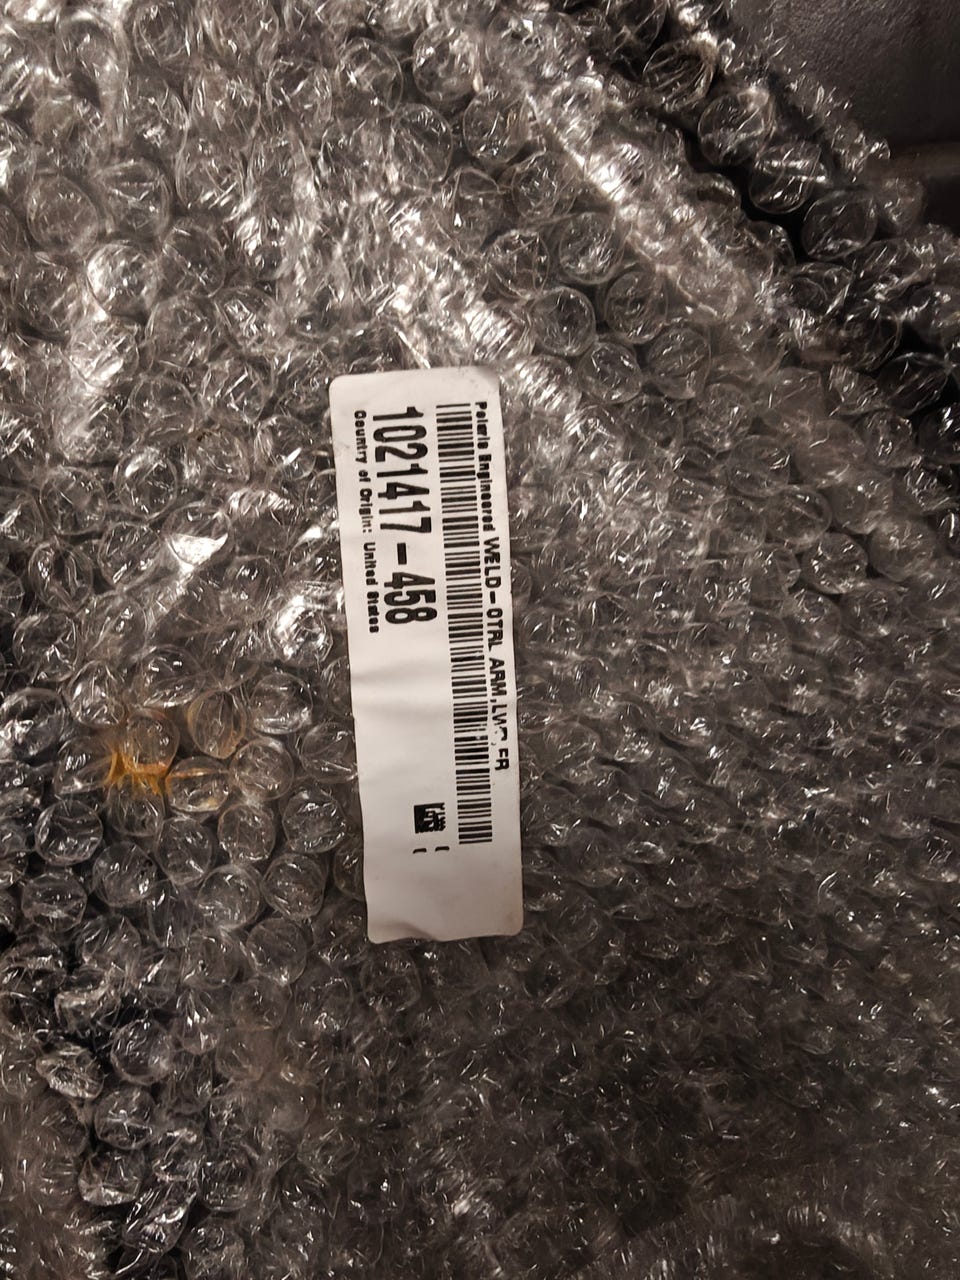 Polaris Engineered WELD-CTRL ARM,LWR,FR
1021417-458
Country of Origin: United States